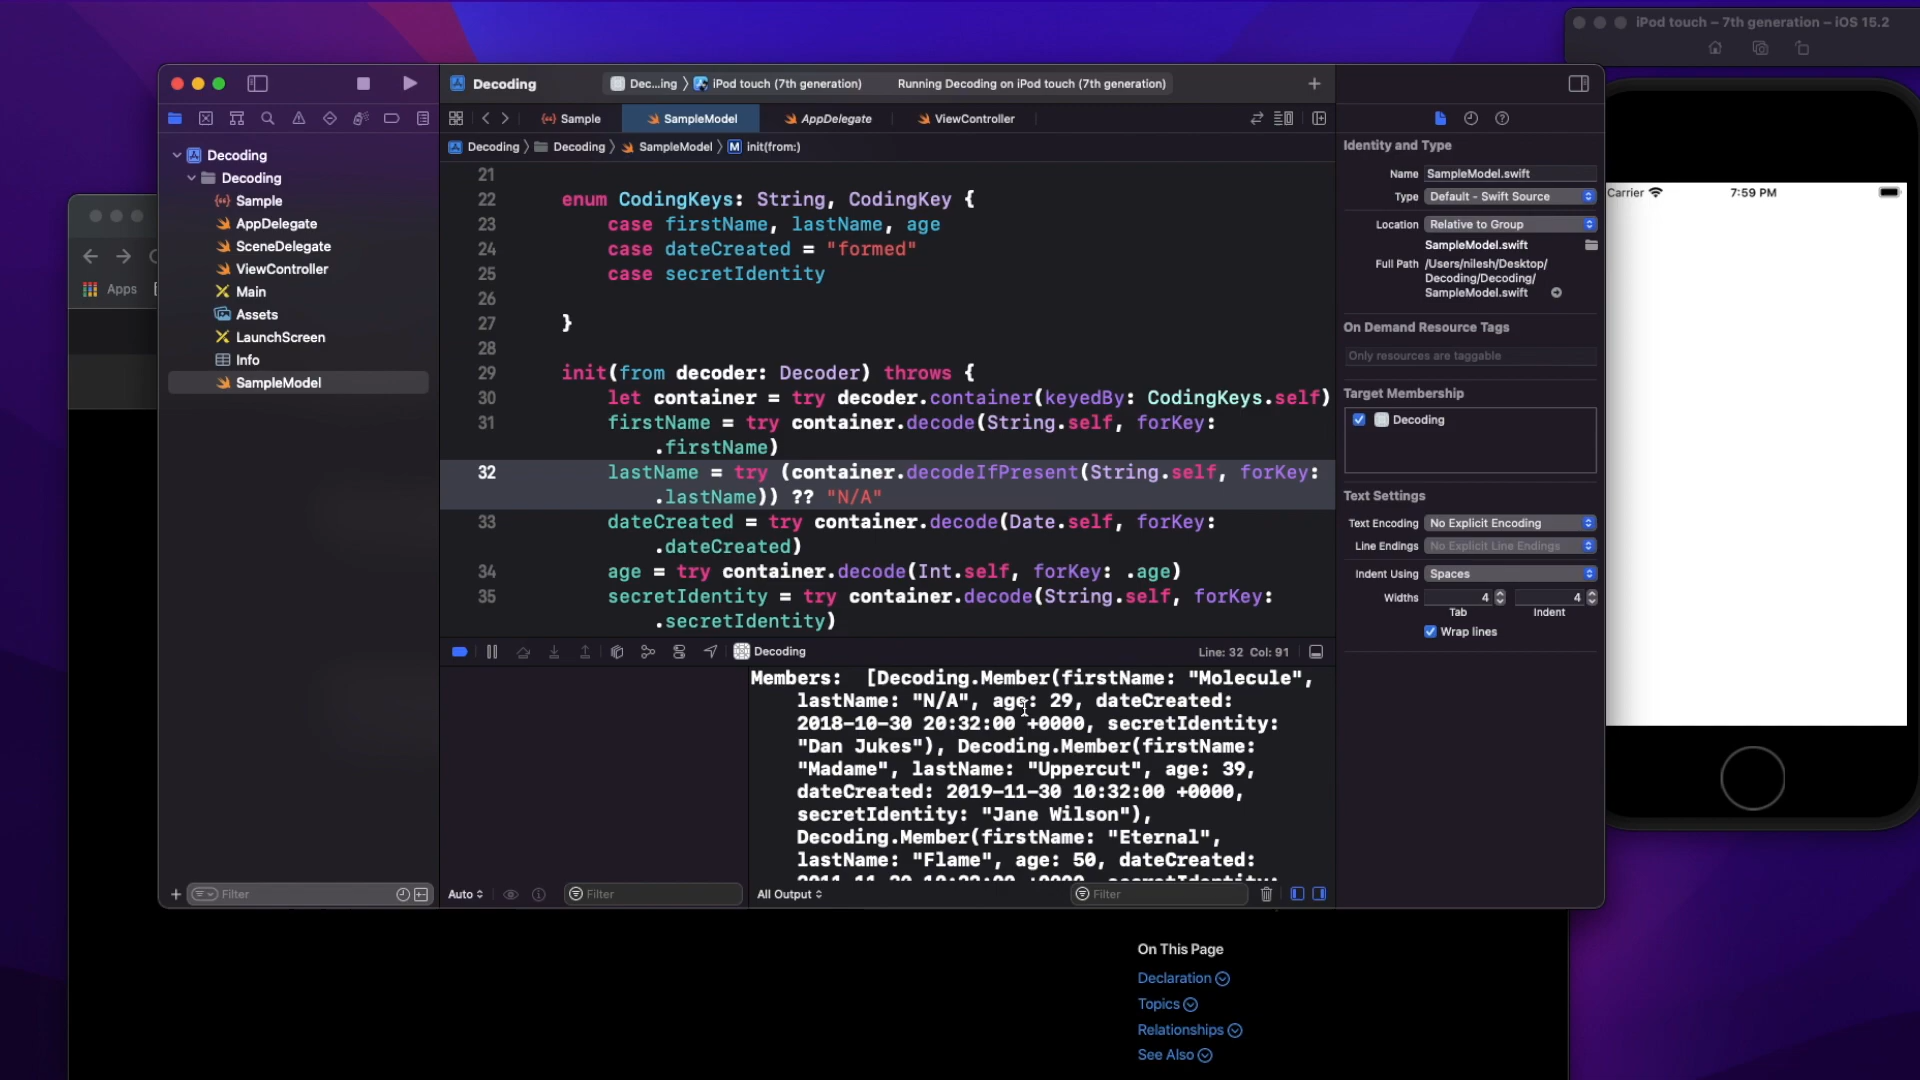 iPod touch – 7th generation – iOS 15.2
Decoding
Dec...ing
iPod touch (7th generation)
Running Decoding on iPod touch (7th generation)
Sample
SampleModel
AppDelegate
ViewController
Decoding
Decoding
SampleModel
M init(from:)
Decoding
Decoding
Sample
AppDelegate
SceneDelegate
ViewController
Main
Assets
LaunchScreen
Info
SampleModel
Apps
21
22 enum CodingKeys: String, CodingKey {
23 case firstName, lastName, age
24 case dateCreated = "formed"
25 case secretIdentity
26
27 }
28
29 init(from decoder: Decoder) throws {
30 let container = try decoder.container(keyedBy: CodingKeys.self)
31 firstName = try container.decode(String.self, forKey:
.firstName)
32 lastName = try (container.decodeIfPresent(String.self, forKey:
.lastName)) ?? "N/A"
33 dateCreated = try container.decode(Date.self, forKey:
.dateCreated)
34 age = try container.decode(Int.self, forKey: .age)
35 secretIdentity = try container.decode(String.self, forKey:
.secretIdentity)
Decoding
Line: 32 Col: 91
Members: [Decoding.Member(firstName: "Molecule",
lastName: "N/A", age: 29, dateCreated:
2018-10-30 20:32:00 +0000, secretIdentity:
"Dan Jukes"), Decoding.Member(firstName:
"Madame", lastName: "Uppercut", age: 39,
dateCreated: 2019-11-30 10:32:00 +0000,
secretIdentity: "Jane Wilson"),
Decoding.Member(firstName: "Eternal",
lastName: "Flame", age: 50, dateCreated:
Filter
Auto
Filter
All Output
Filter
Identity and Type
Name SampleModel.swift
Type Default - Swift Source
Location Relative to Group
SampleModel.swift
Full Path /Users/nilesh/Desktop/
Decoding/Decoding/
SampleModel.swift
On Demand Resource Tags
Only resources are taggable
Target Membership
Decoding
Text Settings
Text Encoding No Explicit Encoding
Line Endings No Explicit Line Endings
Indent Using Spaces
Widths 4 4
Tab Indent
Wrap lines
Carrier 7:59 PM
On This Page
Declaration
Topics
Relationships
See Also